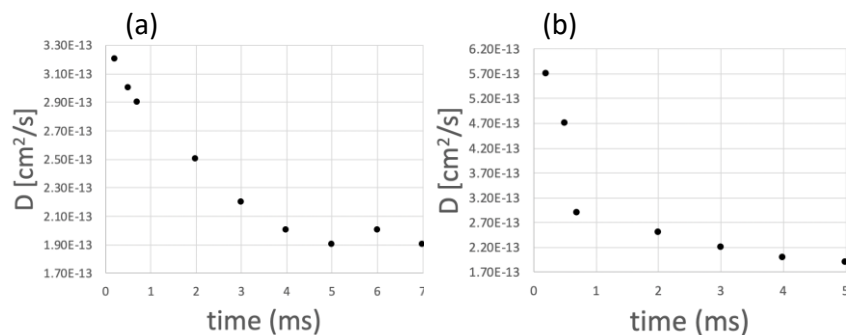 (a)
D [cm²/s]
3.30E-13
3.10E-13
2.90E-13
2.70E-13
2.50E-13
2.30E-13
2.10E-13
1.90E-13
1.70E-13
0 1 2 3 4 5 6 7
time (ms)
(b)
D [cm²/s]
6.20E-13
5.70E-13
5.20E-13
4.70E-13
4.20E-13
3.70E-13
3.20E-13
2.70E-13
2.20E-13
1.70E-13
0 1 2 3 4 5
time (ms)